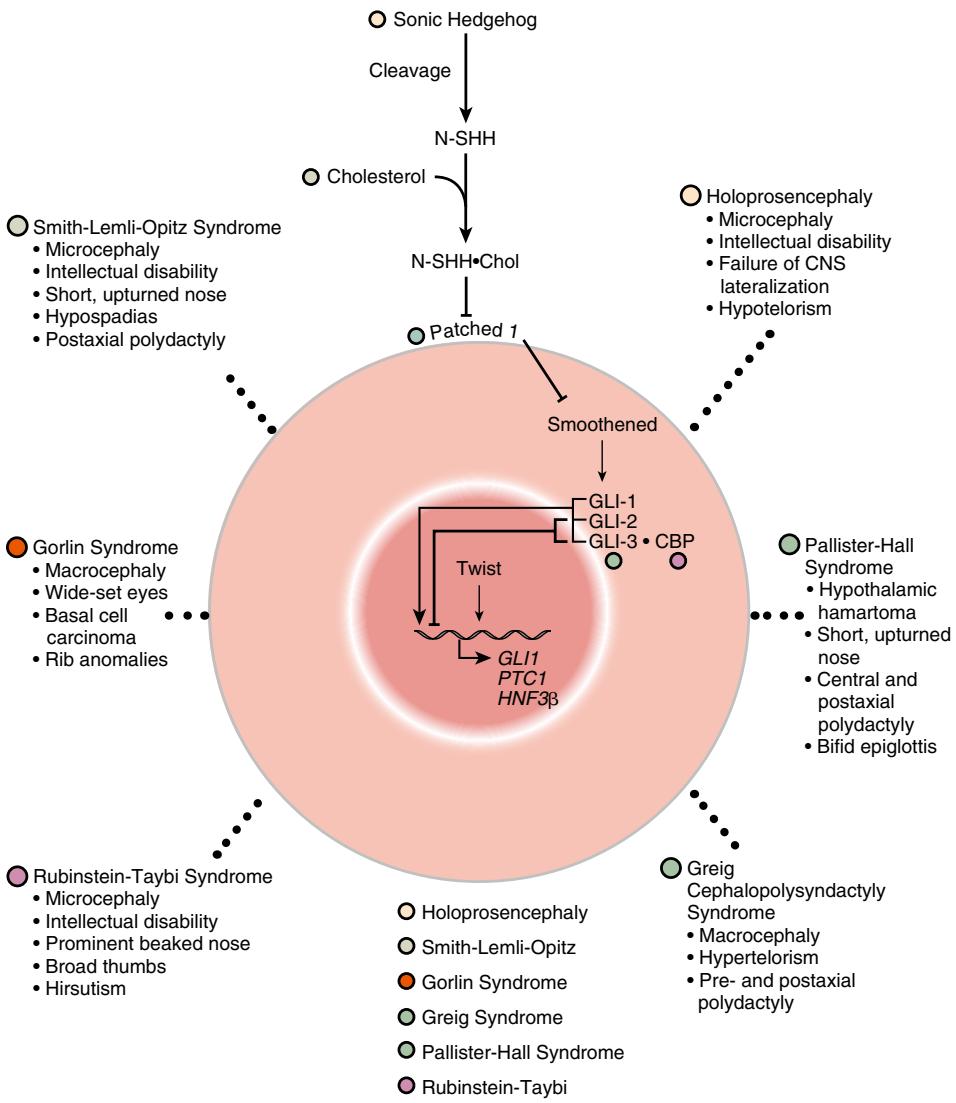 Sonic Hedgehog
Cleavage
N-SHH
Cholesterol
N-SHH•Chol
Patched 1
Smoothened
GLI-1
GLI-2
GLI-3 • CBP
Twist
GLI1
PTC1
HNF3β
Smith-Lemli-Opitz Syndrome
• Microcephaly
• Intellectual disability
• Short, upturned nose
• Hypospadias
• Postaxial polydactyly
Holoprosencephaly
• Microcephaly
• Intellectual disability
• Failure of CNS
lateralization
• Hypotelorism
Gorlin Syndrome
• Macrocephaly
• Wide-set eyes
• Basal cell
carcinoma
• Rib anomalies
Pallister-Hall
Syndrome
• Hypothalamic
hamartoma
• Short, upturned
nose
• Central and
postaxial
polydactyly
• Bifid epiglottis
Rubinstein-Taybi Syndrome
• Microcephaly
• Intellectual disability
• Prominent beaked nose
• Broad thumbs
• Hirsutism
Greig
Cephalopolysyndactyly
Syndrome
• Macrocephaly
• Hypertelorism
• Pre- and postaxial
polydactyly
Holoprosencephaly
Smith-Lemli-Opitz
Gorlin Syndrome
Greig Syndrome
Pallister-Hall Syndrome
Rubinstein-Taybi